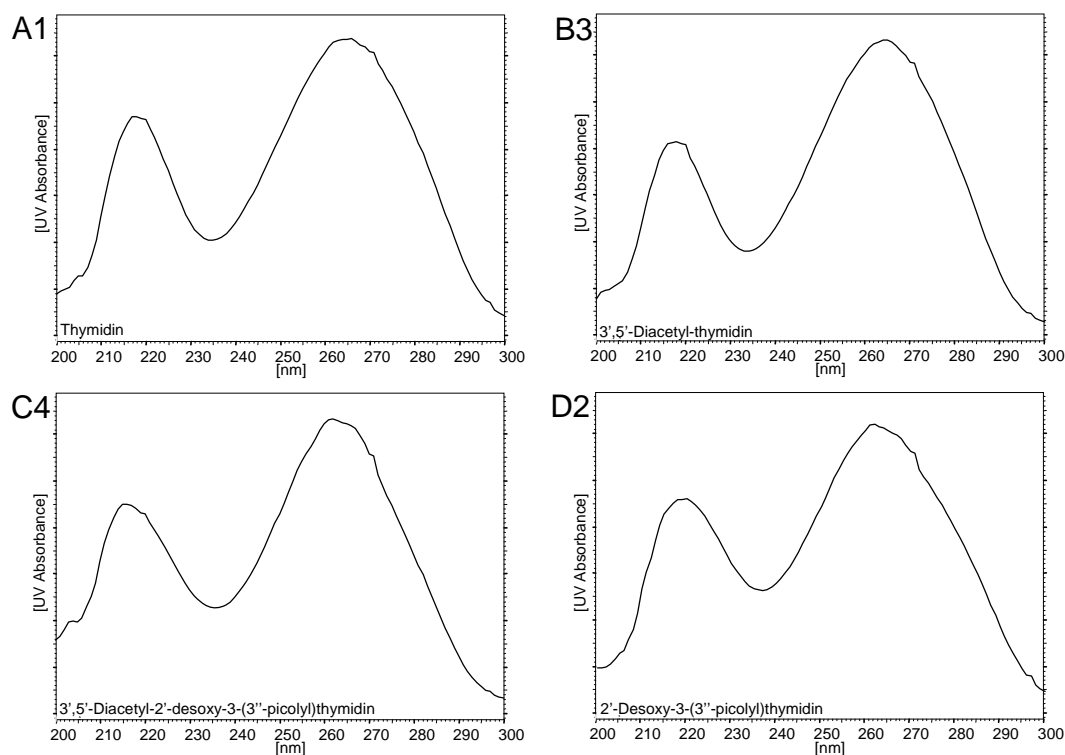 A1
[UV Absorbance]
Thymidin
200 210 220 230 240 250 260 270 280 290 300
[nm]
B3
[UV Absorbance]
3',5'-Diacetyl-thymidin
200 210 220 230 240 250 260 270 280 290 300
[nm]
C4
[UV Absorbance]
3',5'-Diacetyl-2'-desoxy-3-(3''-picolyl)thymidin
200 210 220 230 240 250 260 270 280 290 300
[nm]
D2
[UV Absorbance]
2'-Desoxy-3-(3''-picolyl)thymidin
200 210 220 230 240 250 260 270 280 290 300
[nm]